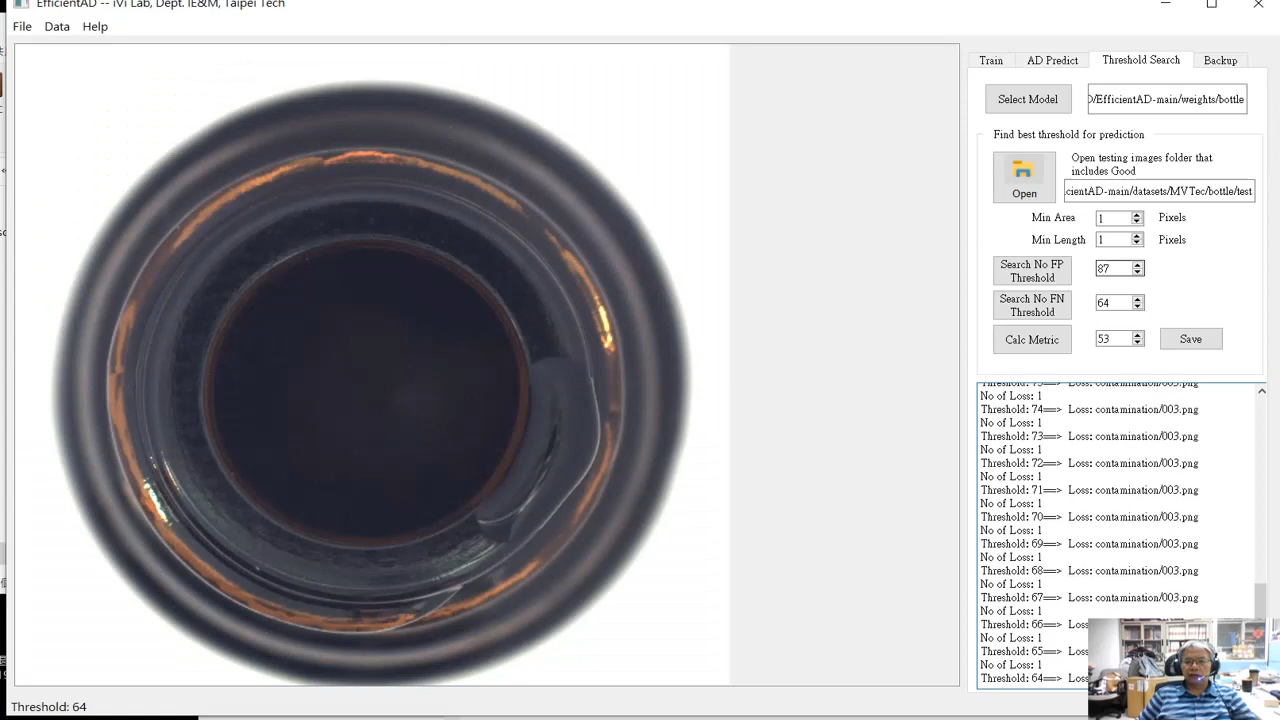 EfficientAD -- iVi Lab, Dept. IE&M, Taipei Tech
File Data Help
Train AD Predict Threshold Search Backup
Select Model
D/EfficientAD-main/weights/bottle
Find best threshold for prediction
Open
Open testing images folder that
includes Good
cientAD-main/datasets/MVTec/bottle/test
Min Area 1 Pixels
Min Length 1 Pixels
Search No FP
Threshold
87
Search No FN
Threshold
64
Calc Metric 53 Save
No of Loss: 1
Threshold: 74==> Loss: contamination/003.png
No of Loss: 1
Threshold: 73==> Loss: contamination/003.png
No of Loss: 1
Threshold: 72==> Loss: contamination/003.png
No of Loss: 1
Threshold: 71==> Loss: contamination/003.png
No of Loss: 1
Threshold: 70==> Loss: contamination/003.png
No of Loss: 1
Threshold: 69==> Loss: contamination/003.png
No of Loss: 1
Threshold: 68==> Loss: contamination/003.png
No of Loss: 1
Threshold: 67==> Loss: contamination/003.png
No of Loss: 1
Threshold: 66==> Loss:
No of Loss: 1
Threshold: 65==> Loss:
No of Loss: 1
Threshold: 64==> Loss:
Threshold: 64